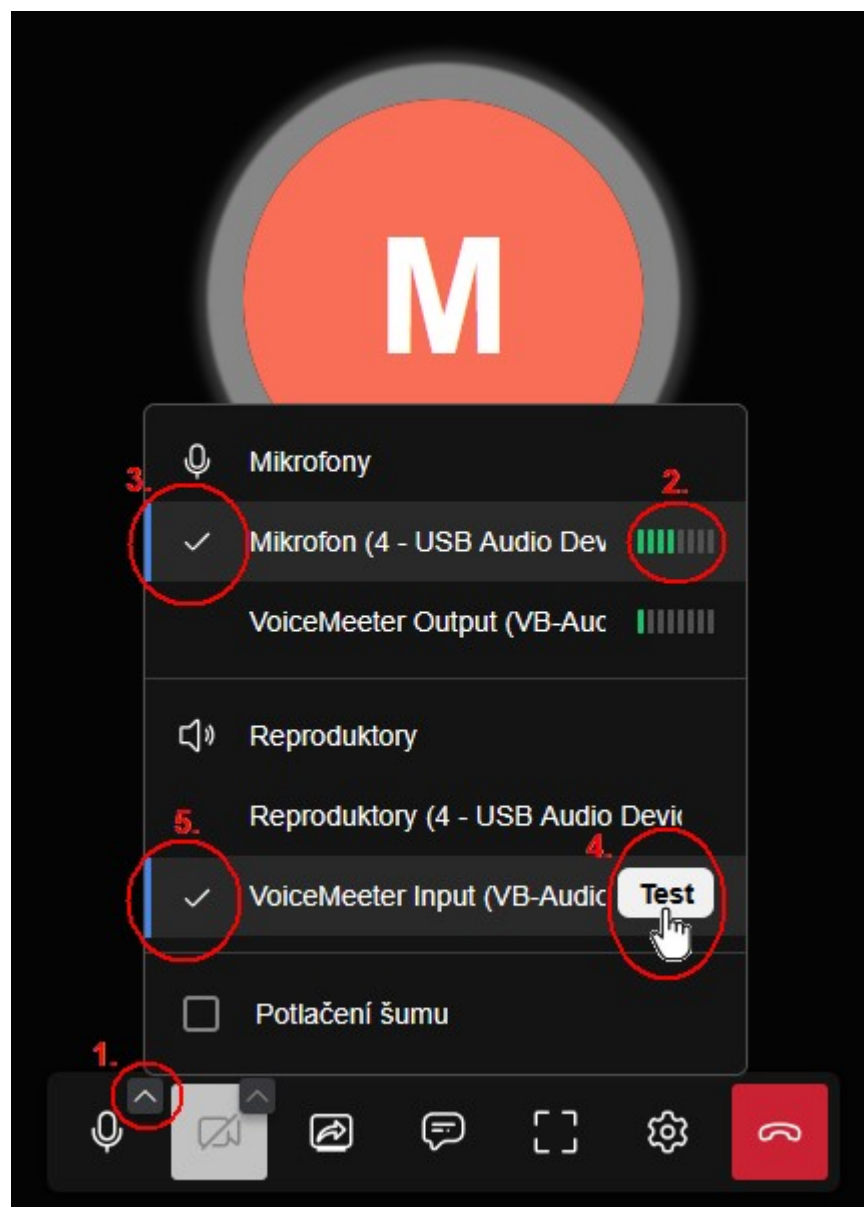 M
Mikrofony
3.
2.
Mikrofon (4 - USB Audio Dev
VoiceMeeter Output (VB-Auc
Reproduktory
Reproduktory (4 - USB Audio Devic
5.
4.
VoiceMeeter Input (VB-Audic
Test
Potlačení šumu
1.